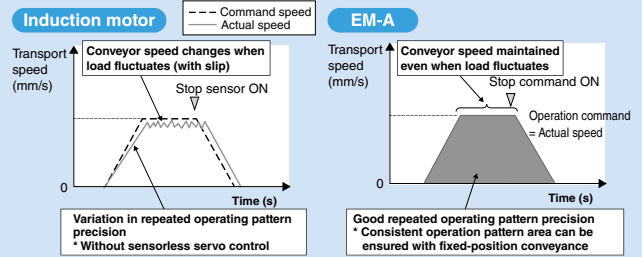 Induction motor
Command speed
Actual speed
Transport
speed
(mm/s)
Conveyor speed changes when
load fluctuates (with slip)
Stop sensor ON
0
Time (s)
Variation in repeated operating pattern
precision
* Without sensorless servo control
EM-A
Transport
speed
(mm/s)
Conveyor speed maintained
even when load fluctuates
Stop command ON
Operation command
= Actual speed
0
Time (s)
Good repeated operating pattern precision
* Consistent operation pattern area can be
ensured with fixed-position conveyance